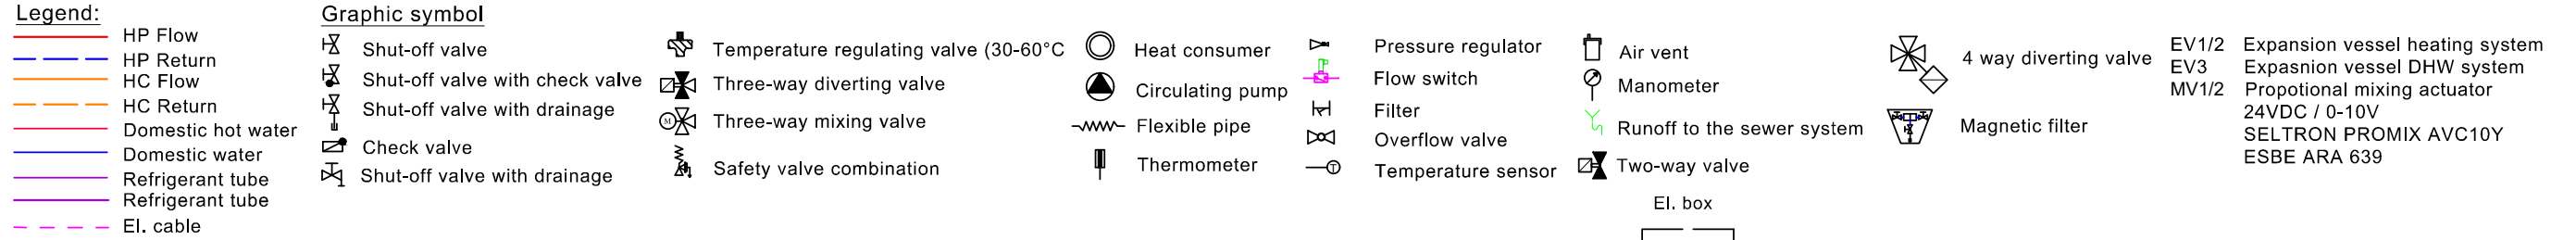 Legend:
HP Flow
HP Return
HC Flow
HC Return
Domestic hot water
Domestic water
Refrigerant tube
Refrigerant tube
El. cable
Graphic symbol
Shut-off valve
Shut-off valve with check valve
Shut-off valve with drainage
Check valve
Shut-off valve with drainage
Temperature regulating valve (30-60°C
Three-way diverting valve
M
Three-way mixing valve
Safety valve combination
Heat consumer
Circulating pump
Flexible pipe
Thermometer
Pressure regulator
Flow switch
Filter
Overflow valve
T
Temperature sensor
Air vent
Manometer
Runoff to the sewer system
Two-way valve
El. box
4 way diverting valve
Magnetic filter
EV1/2 Expansion vessel heating system
EV3 Expasnion vessel DHW system
MV1/2 Propotional mixing actuator
24VDC / 0-10V
SELTRON PROMIX AVC10Y
ESBE ARA 639